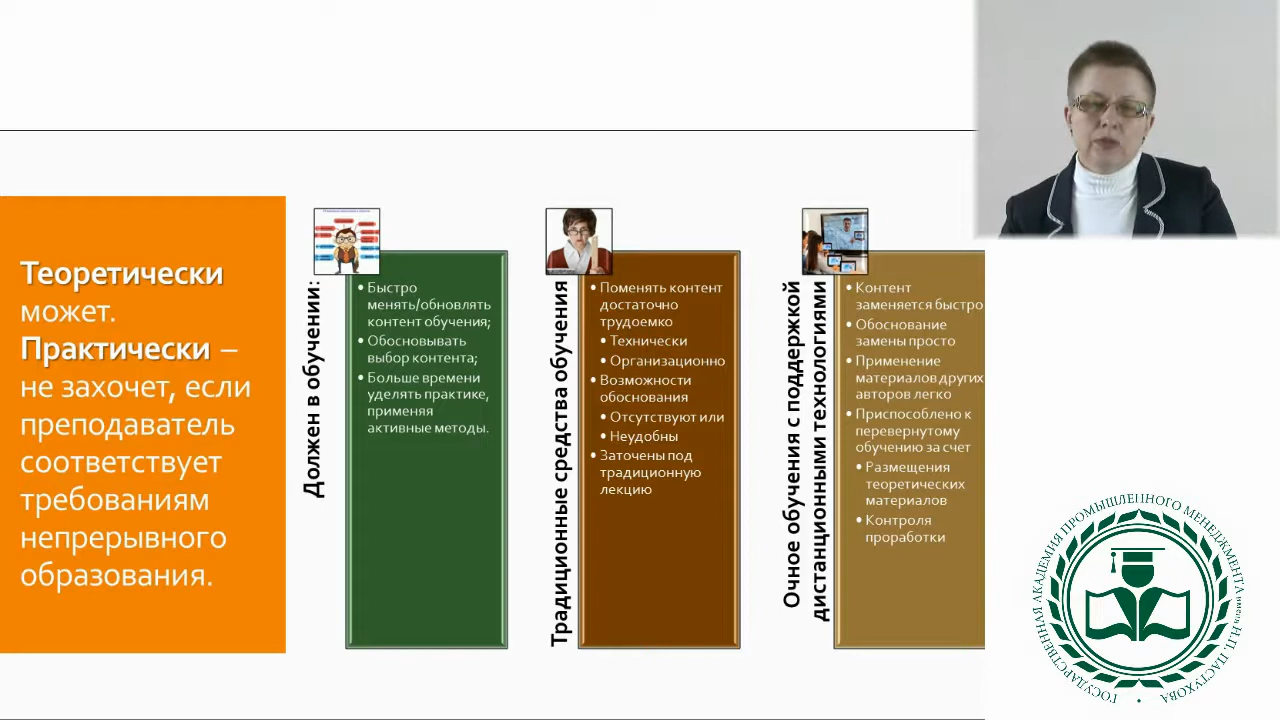 Теоретически
может.
Практически –
не захочет, если
преподаватель
соответствует
требованиям
непрерывного
образования.
Должен в обучении:
• Быстро
менять/обновлять
контент обучения;
• Обосновывать
выбор контента;
• Больше времени
уделять практике,
применяя
активные методы.
Традиционные средства обучения
• Поменять контент
достаточно
трудоемко
• Технически
• Организационно
• Возможности
обоснования
• Отсутствуют или
• Неудобны
• Заточены под
традиционную
лекцию
Очное обучения с поддержкой
дистанционными технологиями
• Контент
заменяется быстро
• Обоснование
замены просто
• Применение
материалов других
авторов легко
• Приспособлено к
перевернутому
обучению за счет
• Размещения
теоретических
материалов
• Контроля
проработки
ГОСУДАРСТВЕННАЯ АКАДЕМИЯ ПРОМЫШЛЕННОГО МЕНЕДЖМЕНТА имени Н.П. ПАСТУХОВА